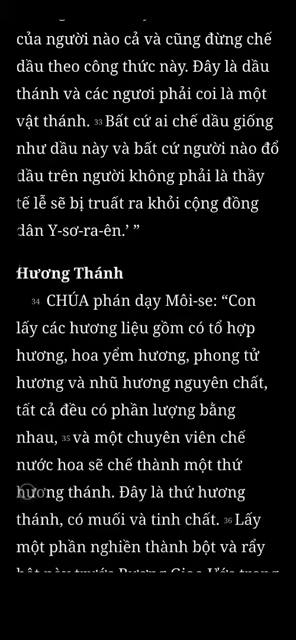 của người nào cả và cũng đừng chế
dầu theo công thức này. Đây là dầu
thánh và các ngươi phải coi là một
vật thánh. 33 Bất cứ ai chế dầu giống
như dầu này và bất cứ người nào đổ
dầu trên người không phải là thầy
tế lễ sẽ bị truất ra khỏi cộng đồng
dân Y-sơ-ra-ên.’ ”
Hương Thánh
34 CHÚA phán dạy Môi-se: “Con
lấy các hương liệu gồm có tổ hợp
hương, hoa yểm hương, phong tử
hương và nhũ hương nguyên chất,
tất cả đều có phần lượng bằng
nhau, 35 và một chuyên viên chế
nước hoa sẽ chế thành một thứ
hương thánh. Đây là thứ hương
thánh, có muối và tinh chất. 36 Lấy
một phần nghiền thành bột và rẩy